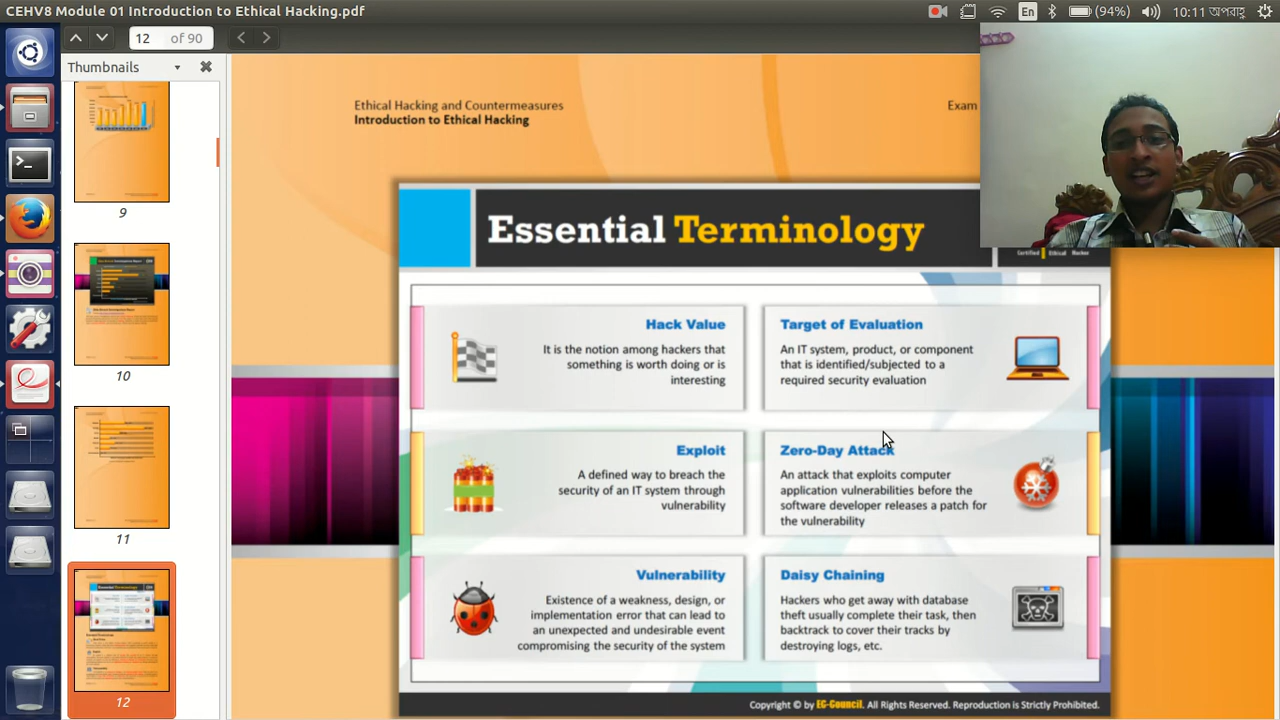 CEHV8 Module 01 Introduction to Ethical Hacking.pdf
En
(94%)
10:11 অপরাহ্ণ
12 of 90
Thumbnails
9
10
11
12
Ethical Hacking and Countermeasures
Introduction to Ethical Hacking
Exam
Essential Terminology
Certified Ethical Hacker
Hack Value
It is the notion among hackers that
something is worth doing or is
interesting
Target of Evaluation
An IT system, product, or component
that is identified/subjected to a
required security evaluation
Exploit
A defined way to breach the
security of an IT system through
vulnerability
Zero-Day Attack
An attack that exploits computer
application vulnerabilities before the
software developer releases a patch for
the vulnerability
Vulnerability
Existence of a weakness, design, or
implementation error that can lead to
an unexpected and undesirable event
compromising the security of the system
Daisy Chaining
Hackers who get away with database
theft usually complete their task, then
backtrack to cover their tracks by
destroying logs, etc.
Copyright © by EC-Council. All Rights Reserved. Reproduction is Strictly Prohibited.